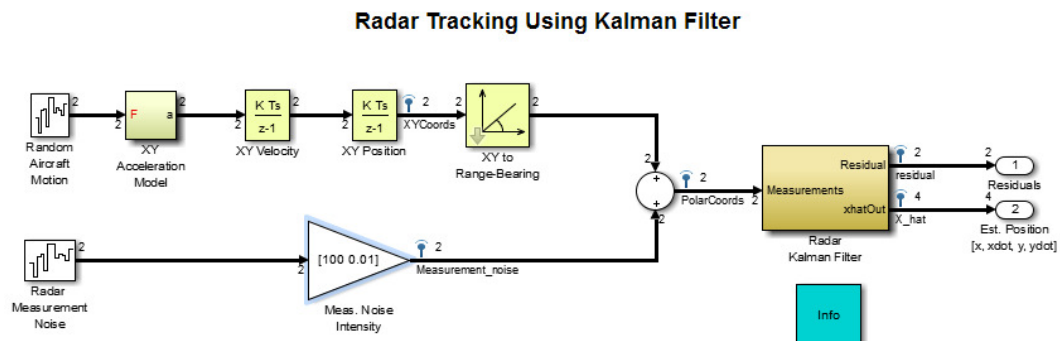 Radar Tracking Using Kalman Filter
2
2
F
a
2
2
K Ts
z-1
2
2
K Ts
z-1
2
2
XYCoords
2
2
Random
Aircraft
Motion
XY
Acceleration
Model
XY Velocity
XY Position
XY to
Range-Bearing
2
+
+
2
2
PolarCoords
2
Measurements
Residual
xhatOut
2
residual
2
1
Residuals
4
X_hat
4
2
Est. Position
[x, xdot, y, ydot]
Radar
Kalman Filter
2
2
[100 0.01]
2
Measurement_noise
Radar
Measurement
Noise
Meas. Noise
Intensity
Info